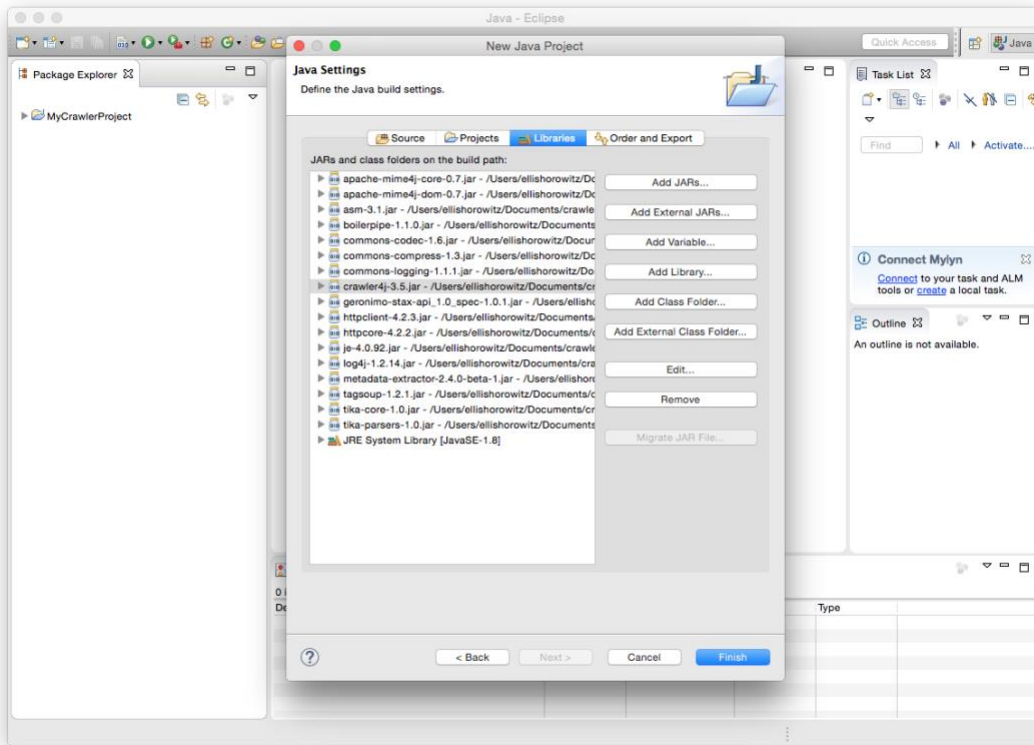 Java - Eclipse
Quick Access
Java
Package Explorer
MyCrawlerProject
New Java Project
Java Settings
Define the Java build settings.
Source
Projects
Libraries
Order and Export
JARs and class folders on the build path:
apache-mime4j-core-0.7.jar - /Users/ellishorowitz/Dc
apache-mime4j-dom-0.7.jar - /Users/ellishorowitz/Dc
asm-3.1.jar - /Users/ellishorowitz/Documents/crawle
boilerpipe-1.1.0.jar - /Users/ellishorowitz/Documents
commons-codec-1.6.jar - /Users/ellishorowitz/Docur
commons-compress-1.3.jar - /Users/ellishorowitz/Dc
commons-logging-1.1.1.jar - /Users/ellishorowitz/Do
crawler4j-3.5.jar - /Users/ellishorowitz/Documents/cr
geronimo-stax-api_1.0_spec-1.0.1.jar - /Users/ellishc
httpclient-4.2.3.jar - /Users/ellishorowitz/Documents
httpcore-4.2.2.jar - /Users/ellishorowitz/Documents/c
je-4.0.92.jar - /Users/ellishorowitz/Documents/crawle
log4j-1.2.14.jar - /Users/ellishorowitz/Documents/cra
metadata-extractor-2.4.0-beta-1.jar - /Users/ellishord
tagsoup-1.2.1.jar - /Users/ellishorowitz/Documents/c
tika-core-1.0.jar - /Users/ellishorowitz/Documents/cr
tika-parsers-1.0.jar - /Users/ellishorowitz/Documents
JRE System Library [JavaSE-1.8]
Add JARs...
Add External JARs...
Add Variable...
Add Library...
Add Class Folder...
Add External Class Folder...
Edit...
Remove
Migrate JAR File...
< Back
Next >
Cancel
Finish
Task List
Find
All
Activate...
Connect Mylyn
Connect to your task and ALM
tools or create a local task.
Outline
An outline is not available.
0 i
De
Type